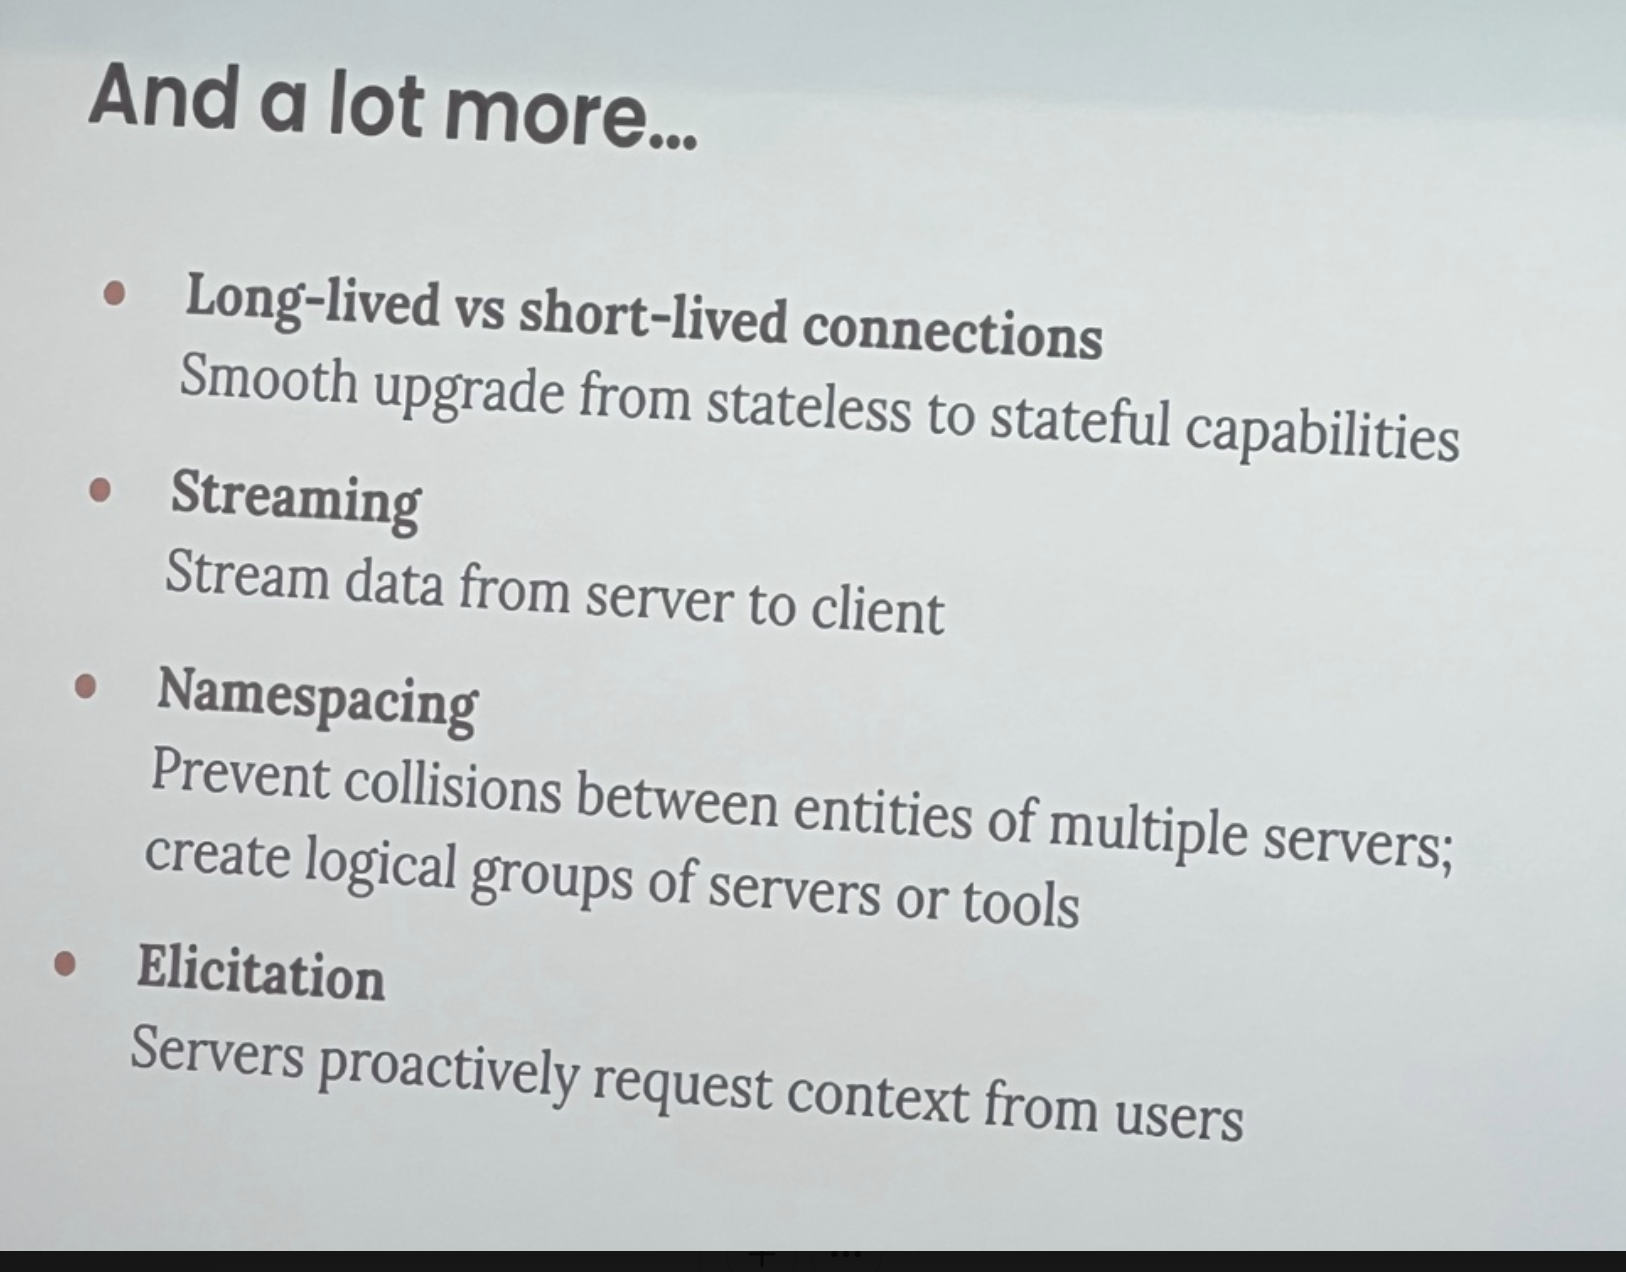 And a lot more...
Long-lived vs short-lived connections
Smooth upgrade from stateless to stateful capabilities
Streaming
Stream data from server to client
Namespacing
Prevent collisions between entities of multiple servers;
create logical groups of servers or tools
Elicitation
Servers proactively request context from users